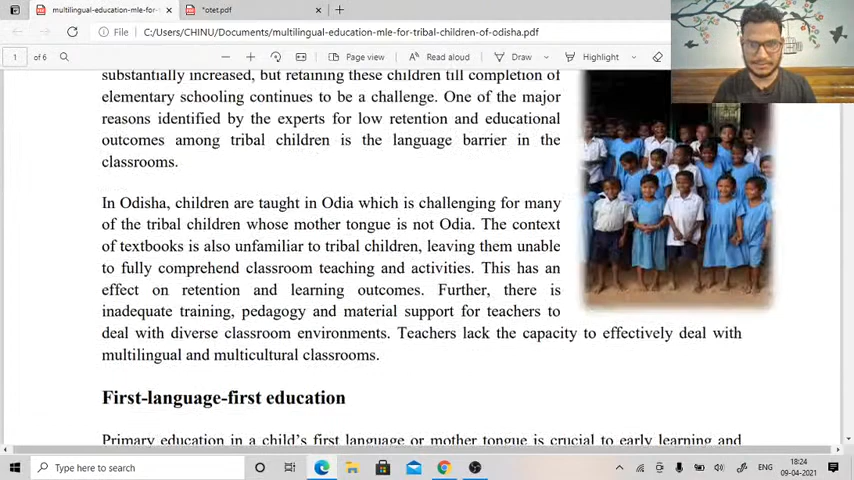 multilingual-education-mle-for-
*otet.pdf
File
C:/Users/CHINU/Documents/multilingual-education-mle-for-tribal-children-of-odisha.pdf
1 of 6
Page view
Read aloud
Draw
Highlight
substantially increased, but retaining these children till completion of
elementary schooling continues to be a challenge. One of the major
reasons identified by the experts for low retention and educational
outcomes among tribal children is the language barrier in the
classrooms.
In Odisha, children are taught in Odia which is challenging for many
of the tribal children whose mother tongue is not Odia. The context
of textbooks is also unfamiliar to tribal children, leaving them unable
to fully comprehend classroom teaching and activities. This has an
effect on retention and learning outcomes. Further, there is
inadequate training, pedagogy and material support for teachers to
deal with diverse classroom environments. Teachers lack the capacity to effectively deal with
multilingual and multicultural classrooms.
First-language-first education
Primary education in a child's first language or mother tongue is crucial to early learning and
Type here to search
ENG
18:24
09-04-2021